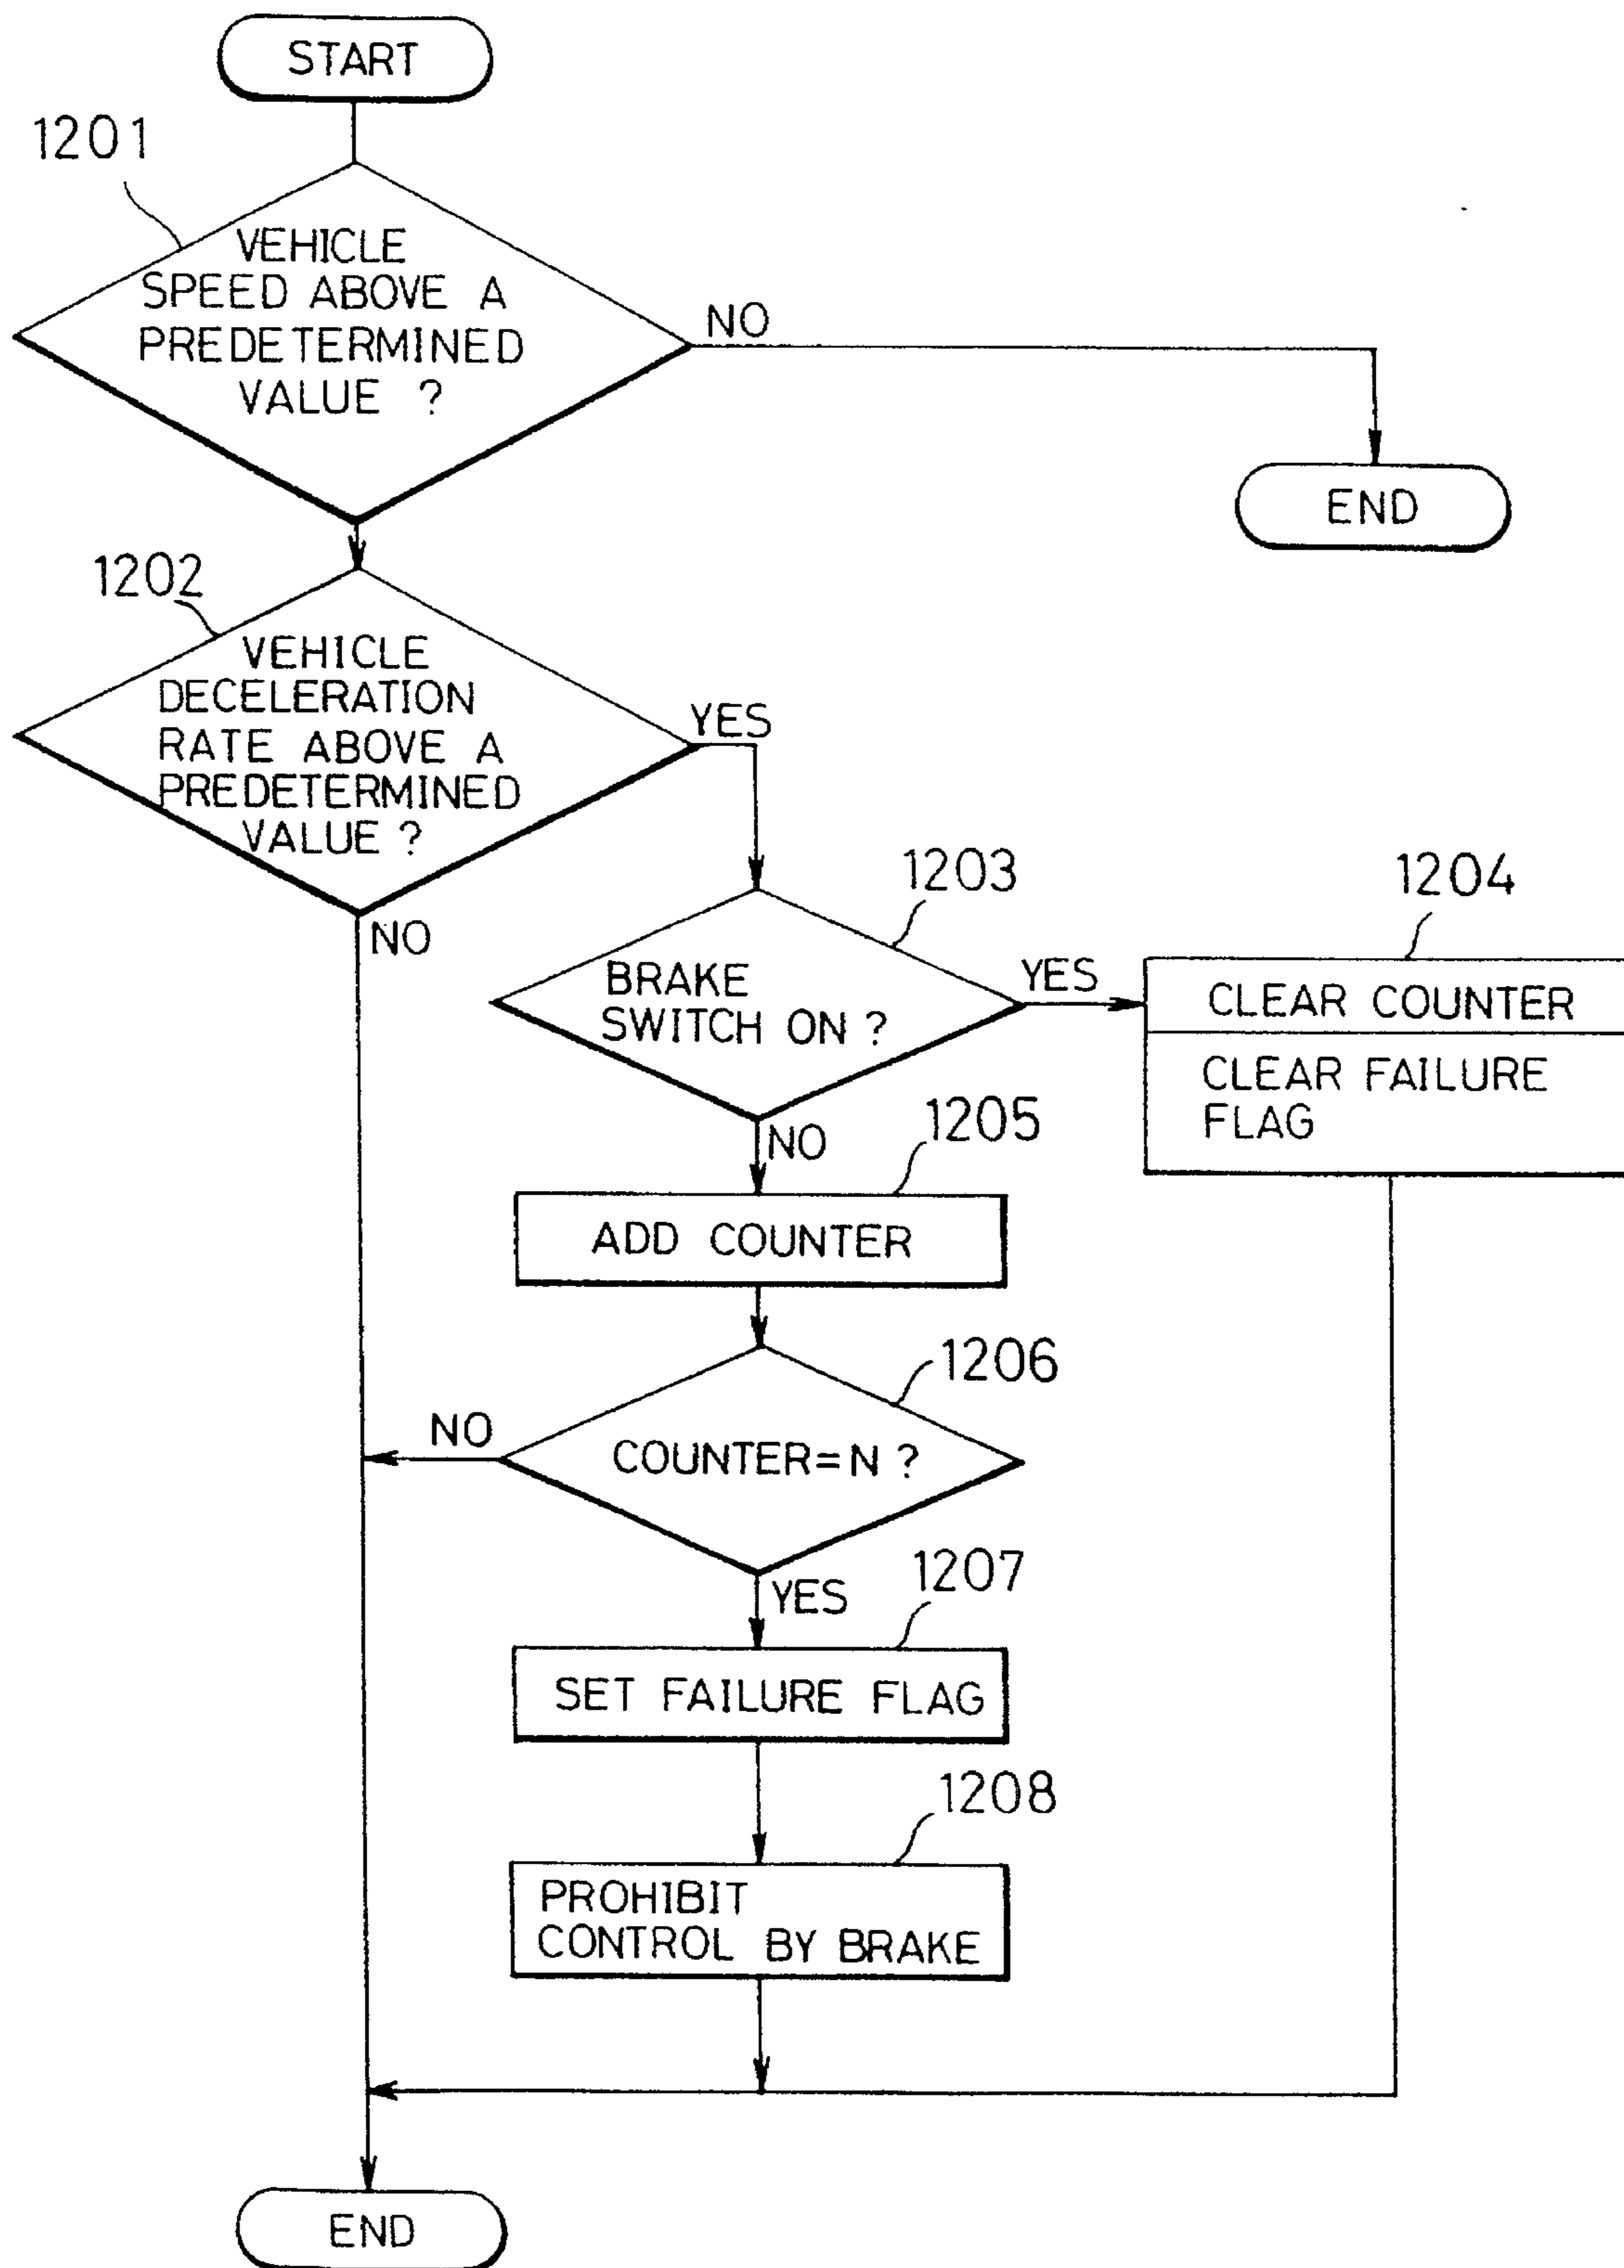 START
1201
VEHICLE
SPEED ABOVE A
PREDETERMINED
VALUE ?
NO
END
1202
VEHICLE
DECELERATION
RATE ABOVE A
PREDETERMINED
VALUE ?
YES
NO
1203
BRAKE
SWITCH ON ?
YES
1204
CLEAR COUNTER
CLEAR FAILURE
FLAG
NO
1205
ADD COUNTER
1206
COUNTER=N ?
NO
YES
1207
SET FAILURE FLAG
1208
PROHIBIT
CONTROL BY BRAKE
END